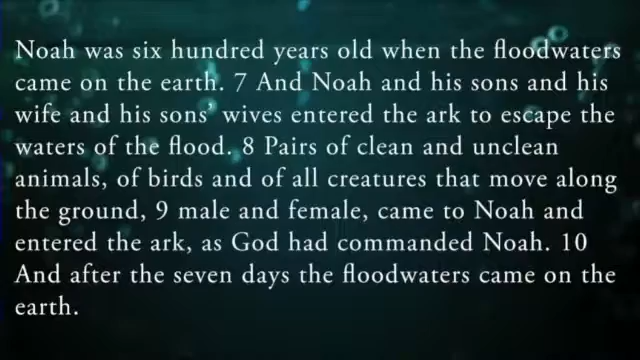 Noah was six hundred years old when the floodwaters
came on the earth. 7 And Noah and his sons and his
wife and his sons’ wives entered the ark to escape the
waters of the flood. 8 Pairs of clean and unclean
animals, of birds and of all creatures that move along
the ground, 9 male and female, came to Noah and
entered the ark, as God had commanded Noah. 10
And after the seven days the floodwaters came on the
earth.